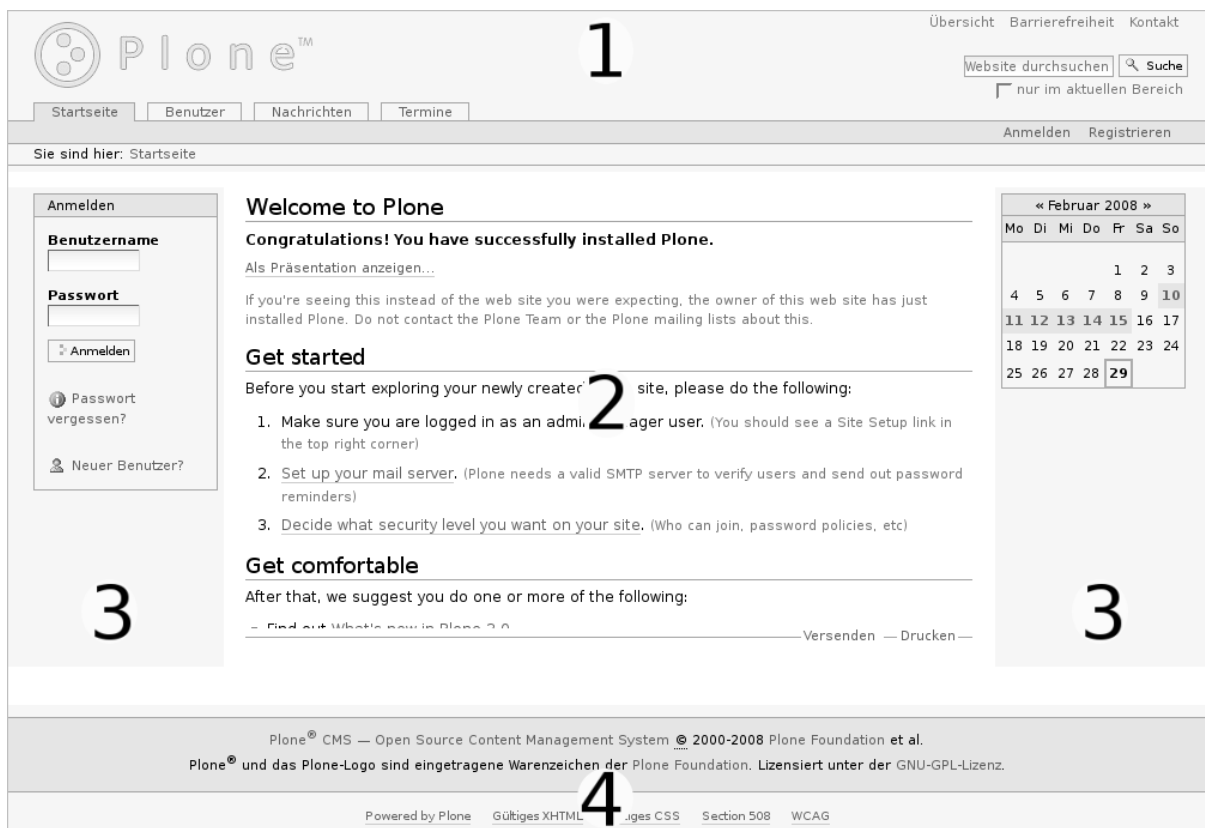 Plone™
1
Übersicht Barrierefreiheit Kontakt
Website durchsuchen Suche
nur im aktuellen Bereich
Startseite Benutzer Nachrichten Termine
Anmelden Registrieren
Sie sind hier: Startseite
Anmelden
Benutzername
Passwort
Anmelden
Passwort
vergessen?
Neuer Benutzer?
3
Welcome to Plone
Congratulations! You have successfully installed Plone.
Als Präsentation anzeigen...
If you're seeing this instead of the web site you were expecting, the owner of this web site has just
installed Plone. Do not contact the Plone Team or the Plone mailing lists about this.
Get started
Before you start exploring your newly created site, please do the following:
2
1. Make sure you are logged in as an user. (You should see a Site Setup link in
the top right corner)
2. Set up your mail server. (Plone needs a valid SMTP server to verify users and send out password
reminders)
3. Decide what security level you want on your site. (Who can join, password policies, etc)
Get comfortable
After that, we suggest you do one or more of the following:
Find out What's new in Plone 3.0
Versenden Drucken
« Februar 2008 »
Mo Di Mi Do Fr Sa So
1 2 3
4 5 6 7 8 9 10
11 12 13 14 15 16 17
18 19 20 21 22 23 24
25 26 27 28 29
3
Plone® CMS — Open Source Content Management System © 2000-2008 Plone Foundation et al.
Plone® und das Plone-Logo sind eingetragene Warenzeichen der Plone Foundation. Lizensiert unter der GNU-GPL-Lizenz.
4
Powered by Plone Gültiges XHTML CSS Section 508 WCAG